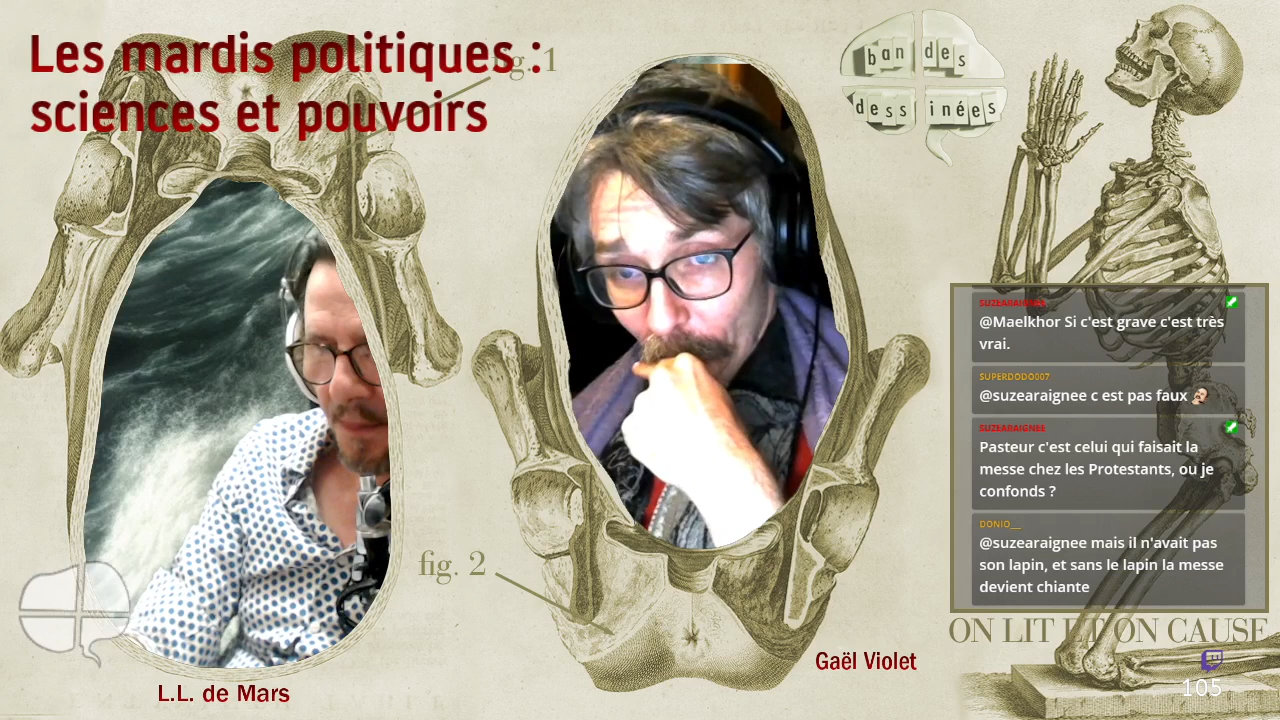 Les mardis politiques :
sciences et pouvoirs
fig. 1
ban des
dess inées
SUZEARAIGNEE
@Maelkhor Si c'est grave c'est très
vrai.
SUPERDODO007
@suzearaignee c est pas faux
SUZEARAIGNEE
Pasteur c'est celui qui faisait la
messe chez les Protestants, ou je
confonds ?
DONIO__
@suzearaignee mais il n'avait pas
son lapin, et sans le lapin la messe
devient chiante
fig. 2
ON LIT ET ON CAUSE
Gaël Violet
105
L.L. de Mars